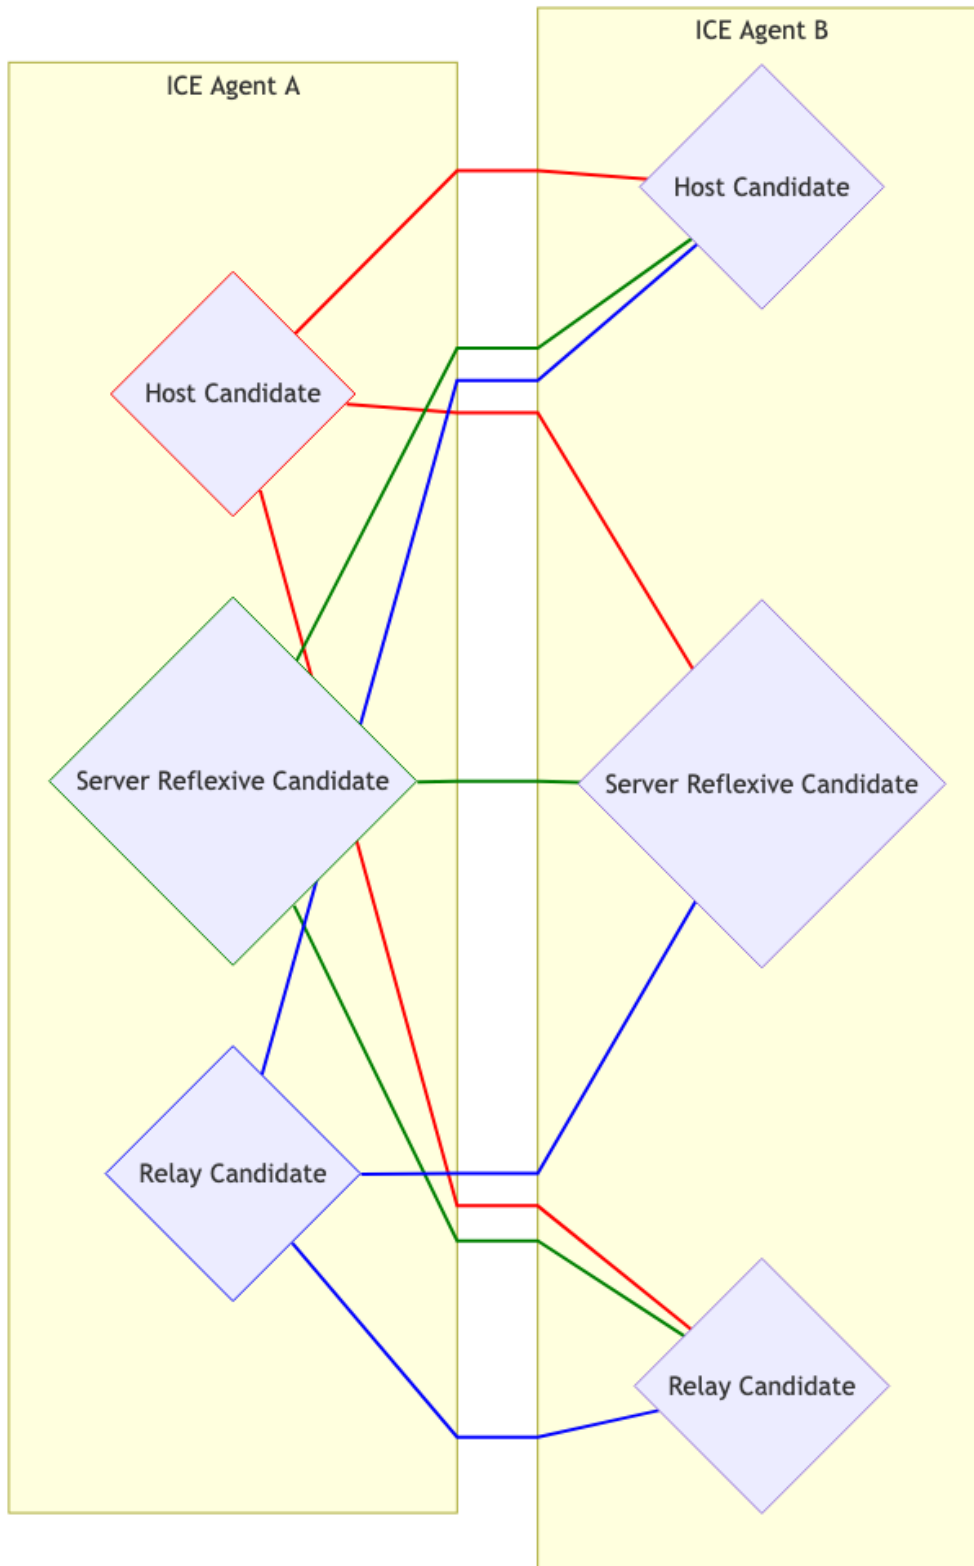 ICE Agent A
Host Candidate
Server Reflexive Candidate
Relay Candidate
ICE Agent B
Host Candidate
Server Reflexive Candidate
Relay Candidate